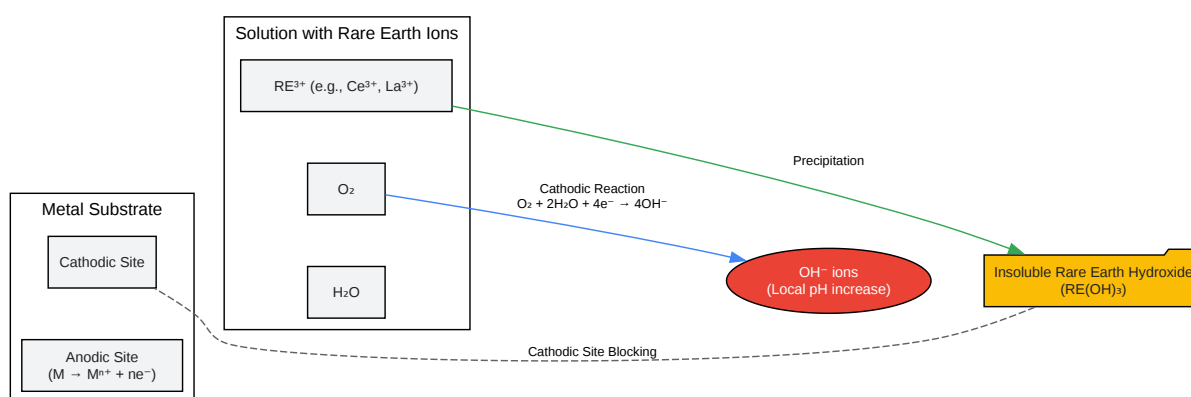 Solution with Rare Earth Ions
RE³⁺ (e.g., Ce³⁺, La³⁺)
Precipitation
O₂
Cathodic Reaction
O₂ + 2H₂O + 4e⁻ → 4OH⁻
Metal Substrate
Cathodic Site
H₂O
OH⁻ ions
(Local pH increase)
Insoluble Rare Earth Hydroxide
(RE(OH)₃)
Cathodic Site Blocking
Anodic Site
(M → Mⁿ⁺ + ne⁻)